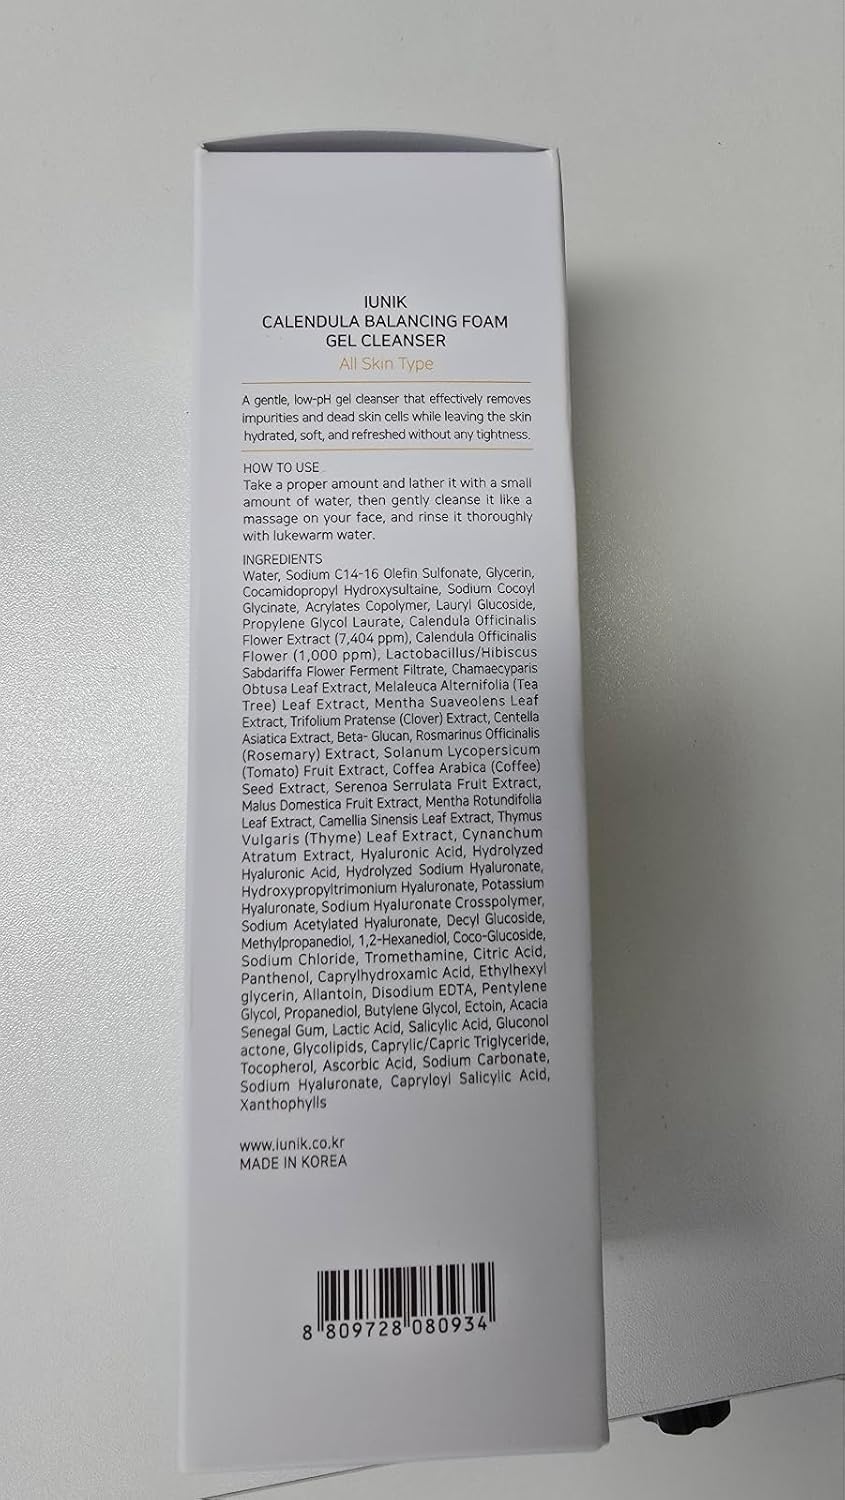 IUNIK
CALENDULA BALANCING FOAM
GEL CLEANSER
All Skin Type
A gentle, low-pH gel cleanser that effectively removes
impurities and dead skin cells while leaving the skin
hydrated, soft, and refreshed without any tightness.
HOW TO USE
Take a proper amount and lather it with a small
amount of water, then gently cleanse it like a
massage on your face, and rinse it thoroughly
with lukewarm water.
INGREDIENTS
Water, Sodium C14-16 Olefin Sulfonate, Glycerin,
Cocamidopropyl Hydroxysultaine, Sodium Cocoyl
Glycinate, Acrylates Copolymer, Lauryl Glucoside,
Propylene Glycol Laurate, Calendula Officinalis
Flower Extract (7,404 ppm), Calendula Officinalis
Flower (1,000 ppm), Lactobacillus/Hibiscus
Sabdariffa Flower Ferment Filtrate, Chamaecyparis
Obtusa Leaf Extract, Melaleuca Alternifolia (Tea
Tree) Leaf Extract, Mentha Suaveolens Leaf
Extract, Trifolium Pratense (Clover) Extract, Centella
Asiatica Extract, Beta- Glucan, Rosmarinus Officinalis
(Rosemary) Extract, Solanum Lycopersicum
(Tomato) Fruit Extract, Coffea Arabica (Coffee)
Seed Extract, Serenoa Serrulata Fruit Extract,
Malus Domestica Fruit Extract, Mentha Rotundifolia
Leaf Extract, Camellia Sinensis Leaf Extract, Thymus
Vulgaris (Thyme) Leaf Extract, Cynanchum
Atratum Extract, Hyaluronic Acid, Hydrolyzed
Hyaluronic Acid, Hydrolyzed Sodium Hyaluronate,
Hydroxypropyltrimonium Hyaluronate, Potassium
Hyaluronate, Sodium Hyaluronate Crosspolymer,
Sodium Acetylated Hyaluronate, Decyl Glucoside,
Methylpropanediol, 1,2-Hexanediol, Coco-Glucoside,
Sodium Chloride, Tromethamine, Citric Acid,
Panthenol, Caprylhydroxamic Acid, Ethylhexyl
glycerin, Allantoin, Disodium EDTA, Pentylene
Glycol, Propanediol, Butylene Glycol, Ectoin, Acacia
Senegal Gum, Lactic Acid, Salicylic Acid, Gluconol
actone, Glycolipids, Caprylic/Capric Triglyceride,
Tocopherol, Ascorbic Acid, Sodium Carbonate,
Sodium Hyaluronate, Capryloyl Salicylic Acid,
Xanthophylls
www.iunik.co.kr
MADE IN KOREA
8 809728 080934